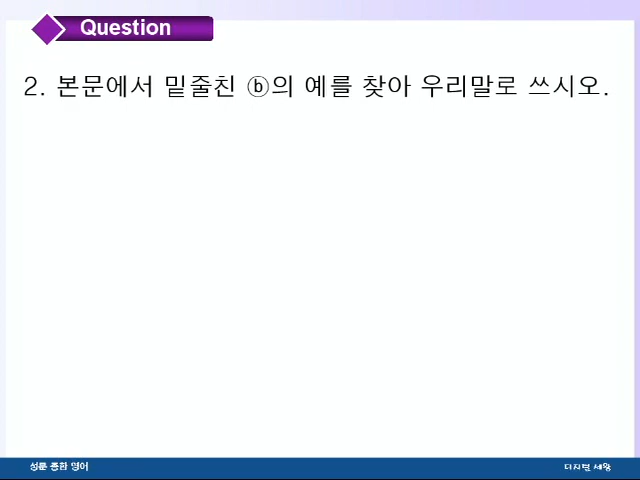 Question
2. 본문에서 밑줄친 ⓑ의 예를 찾아 우리말로 쓰시오.
성문 종합 영어
디지털 세왕